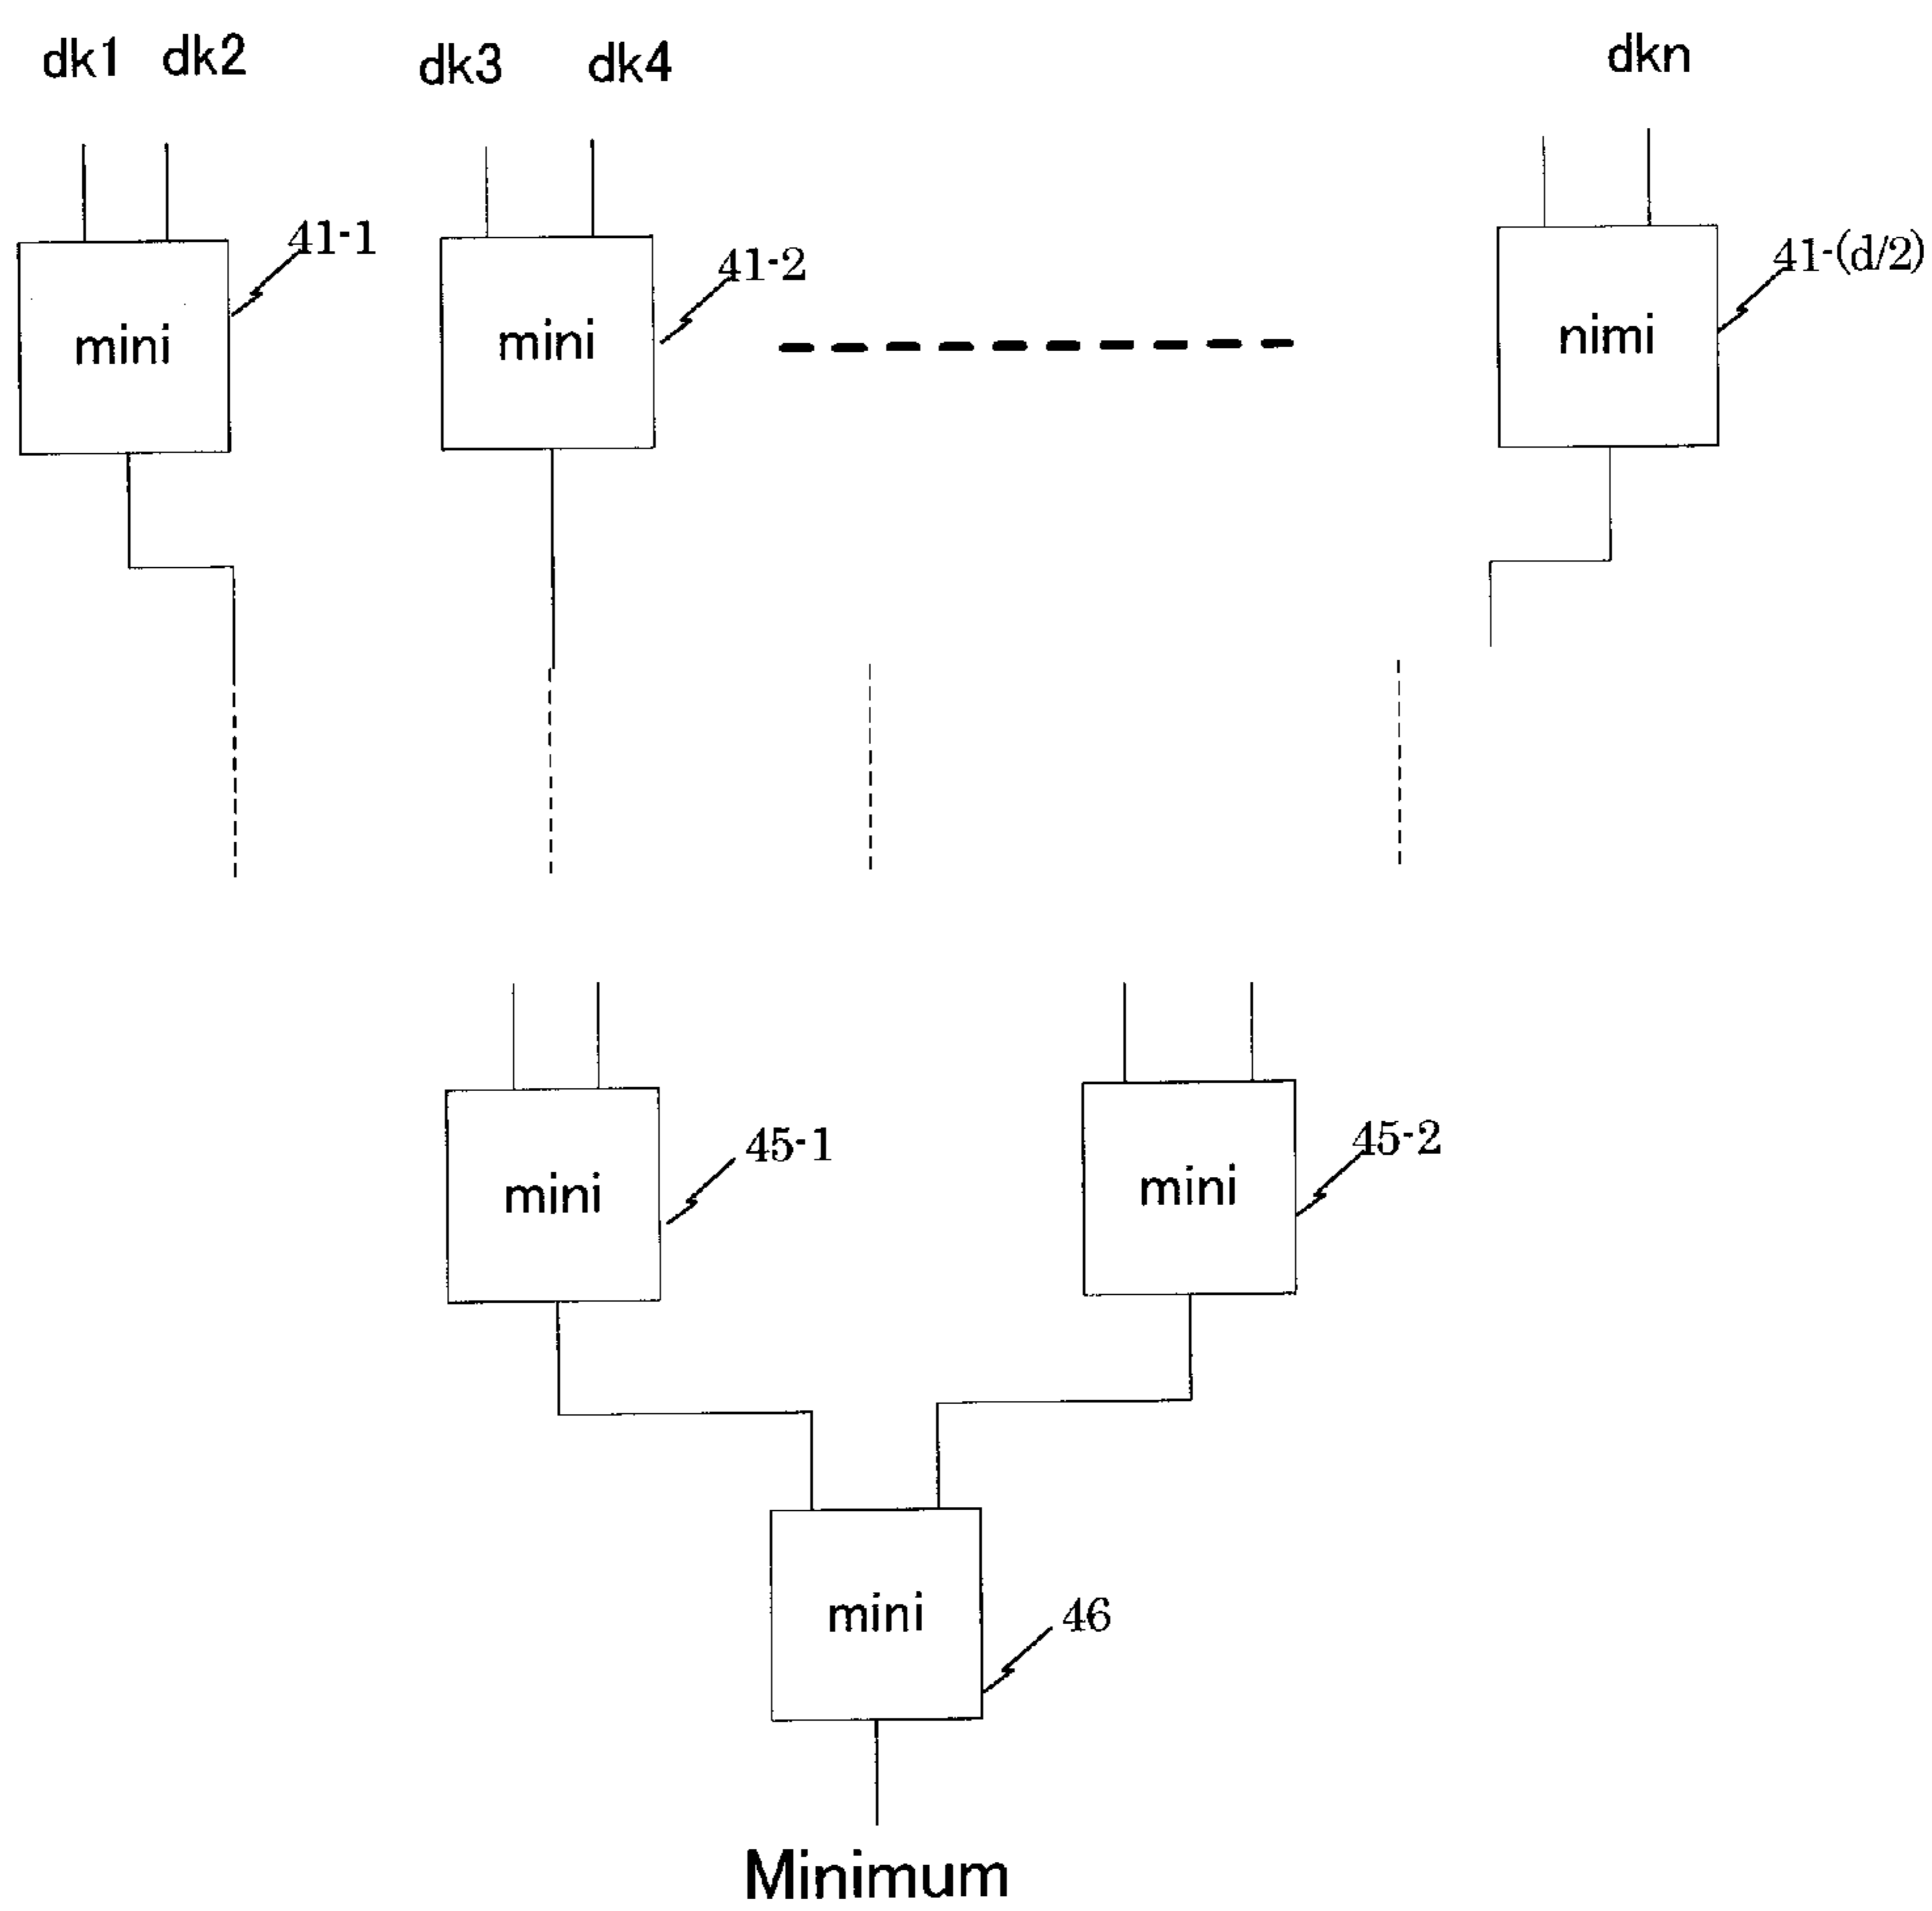 dk1 dk2 dk3 dk4 dkn
41-1 41-2 41-(d/2)
mini mini nimi
45-1 45-2
mini mini
46
mini
Minimum